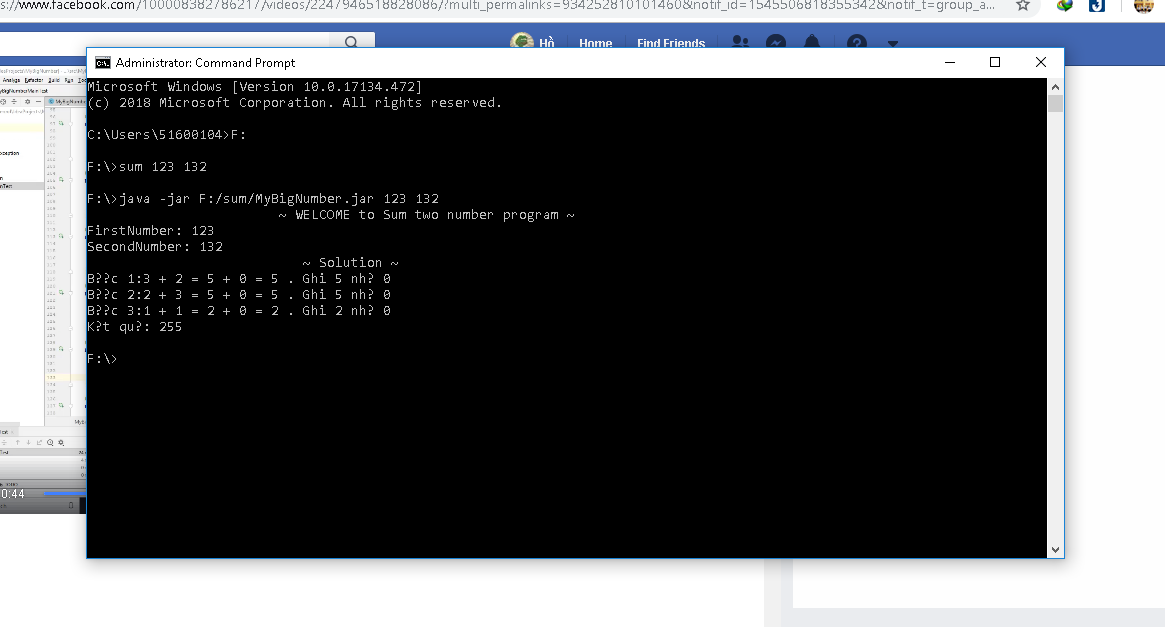 s://www.facebook.com/100008382786217/videos/2247946518828086/?multi_permalinks=934252810101460&notif_id=1545506818355342&notif_t=group_a...
Hồ Home Find Friends
Administrator: Command Prompt
Microsoft Windows [Version 10.0.17134.472]
(c) 2018 Microsoft Corporation. All rights reserved.
C:\Users\51600104>F:
F:\>sum 123 132
F:\>java -jar F:/sum/MyBigNumber.jar 123 132
~ WELCOME to Sum two number program ~
FirstNumber: 123
SecondNumber: 132
~ Solution ~
B??c 1:3 + 2 = 5 + 0 = 5 . Ghi 5 nh? 0
B??c 2:2 + 3 = 5 + 0 = 5 . Ghi 5 nh? 0
B??c 3:1 + 1 = 2 + 0 = 2 . Ghi 2 nh? 0
K?t qu?: 255
F:\>
0:44